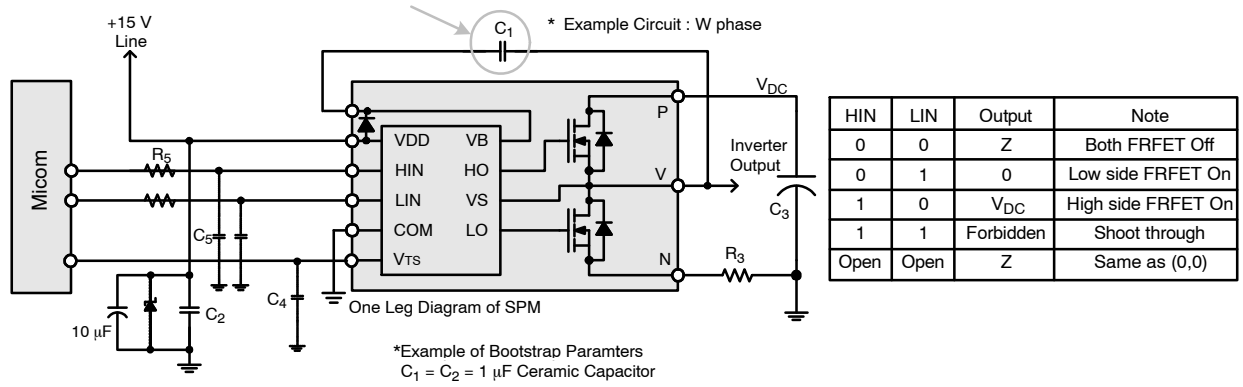 +15 V
Line
C1
* Example Circuit : W phase
Micom
R5
C5
C4
10 μF
C2
VDD
HIN
LIN
COM
VTS
VB
HO
VS
LO
P
V
N
VDC
Inverter
Output
C3
R3
One Leg Diagram of SPM
*Example of Bootstrap Paramters
C1 = C2 = 1 μF Ceramic Capacitor
HIN LIN Output Note
0 0 Z Both FRFET Off
0 1 0 Low side FRFET On
1 0 VDC High side FRFET On
1 1 Forbidden Shoot through
Open Open Z Same as (0,0)